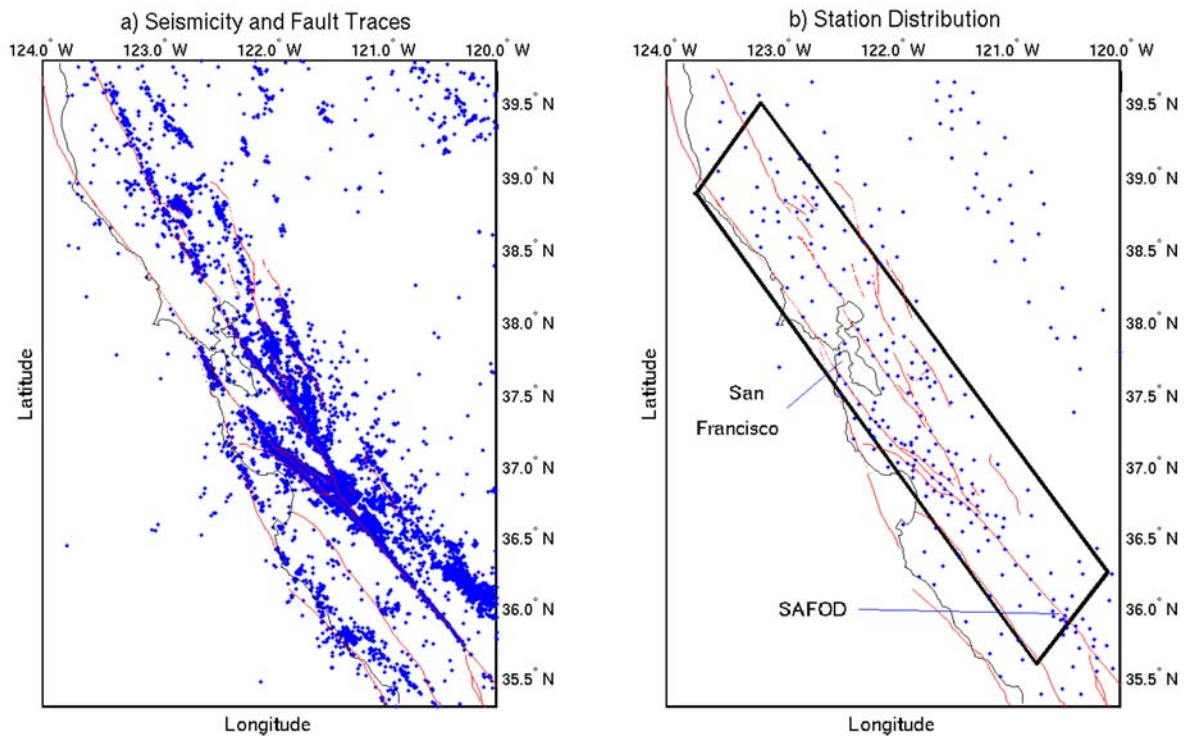 a) Seismicity and Fault Traces
124.0° W 123.0° W 122.0° W 121.0° W 120.0° W
39.5° N
39.0° N
38.5° N
38.0° N
37.5° N
37.0° N
36.5° N
36.0° N
35.5° N
Latitude
Longitude
b) Station Distribution
124.0° W 123.0° W 122.0° W 121.0° W 120.0° W
39.5° N
39.0° N
38.5° N
38.0° N
37.5° N
37.0° N
36.5° N
36.0° N
35.5° N
Latitude
San
Francisco
SAFOD
Longitude